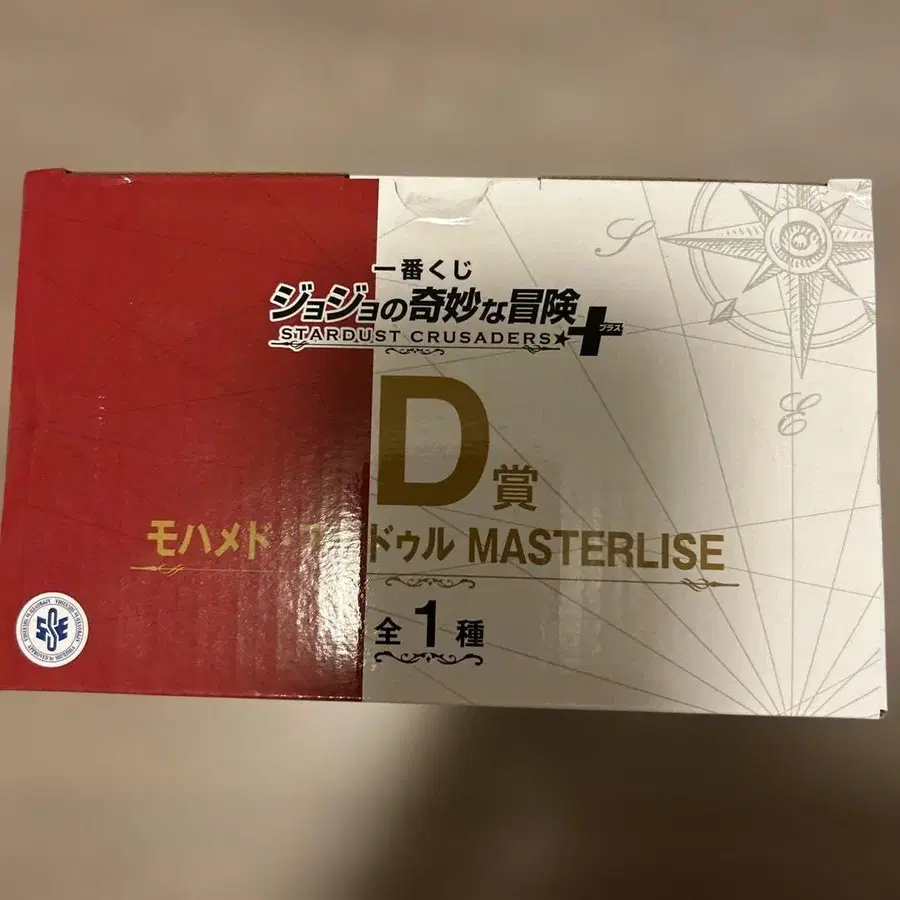 一番くじ
ジョジョの奇妙な冒険
STARDUST CRUSADERS★+プラス
D賞
モハメド・ ドゥル MASTERLISE
全1種
S
E